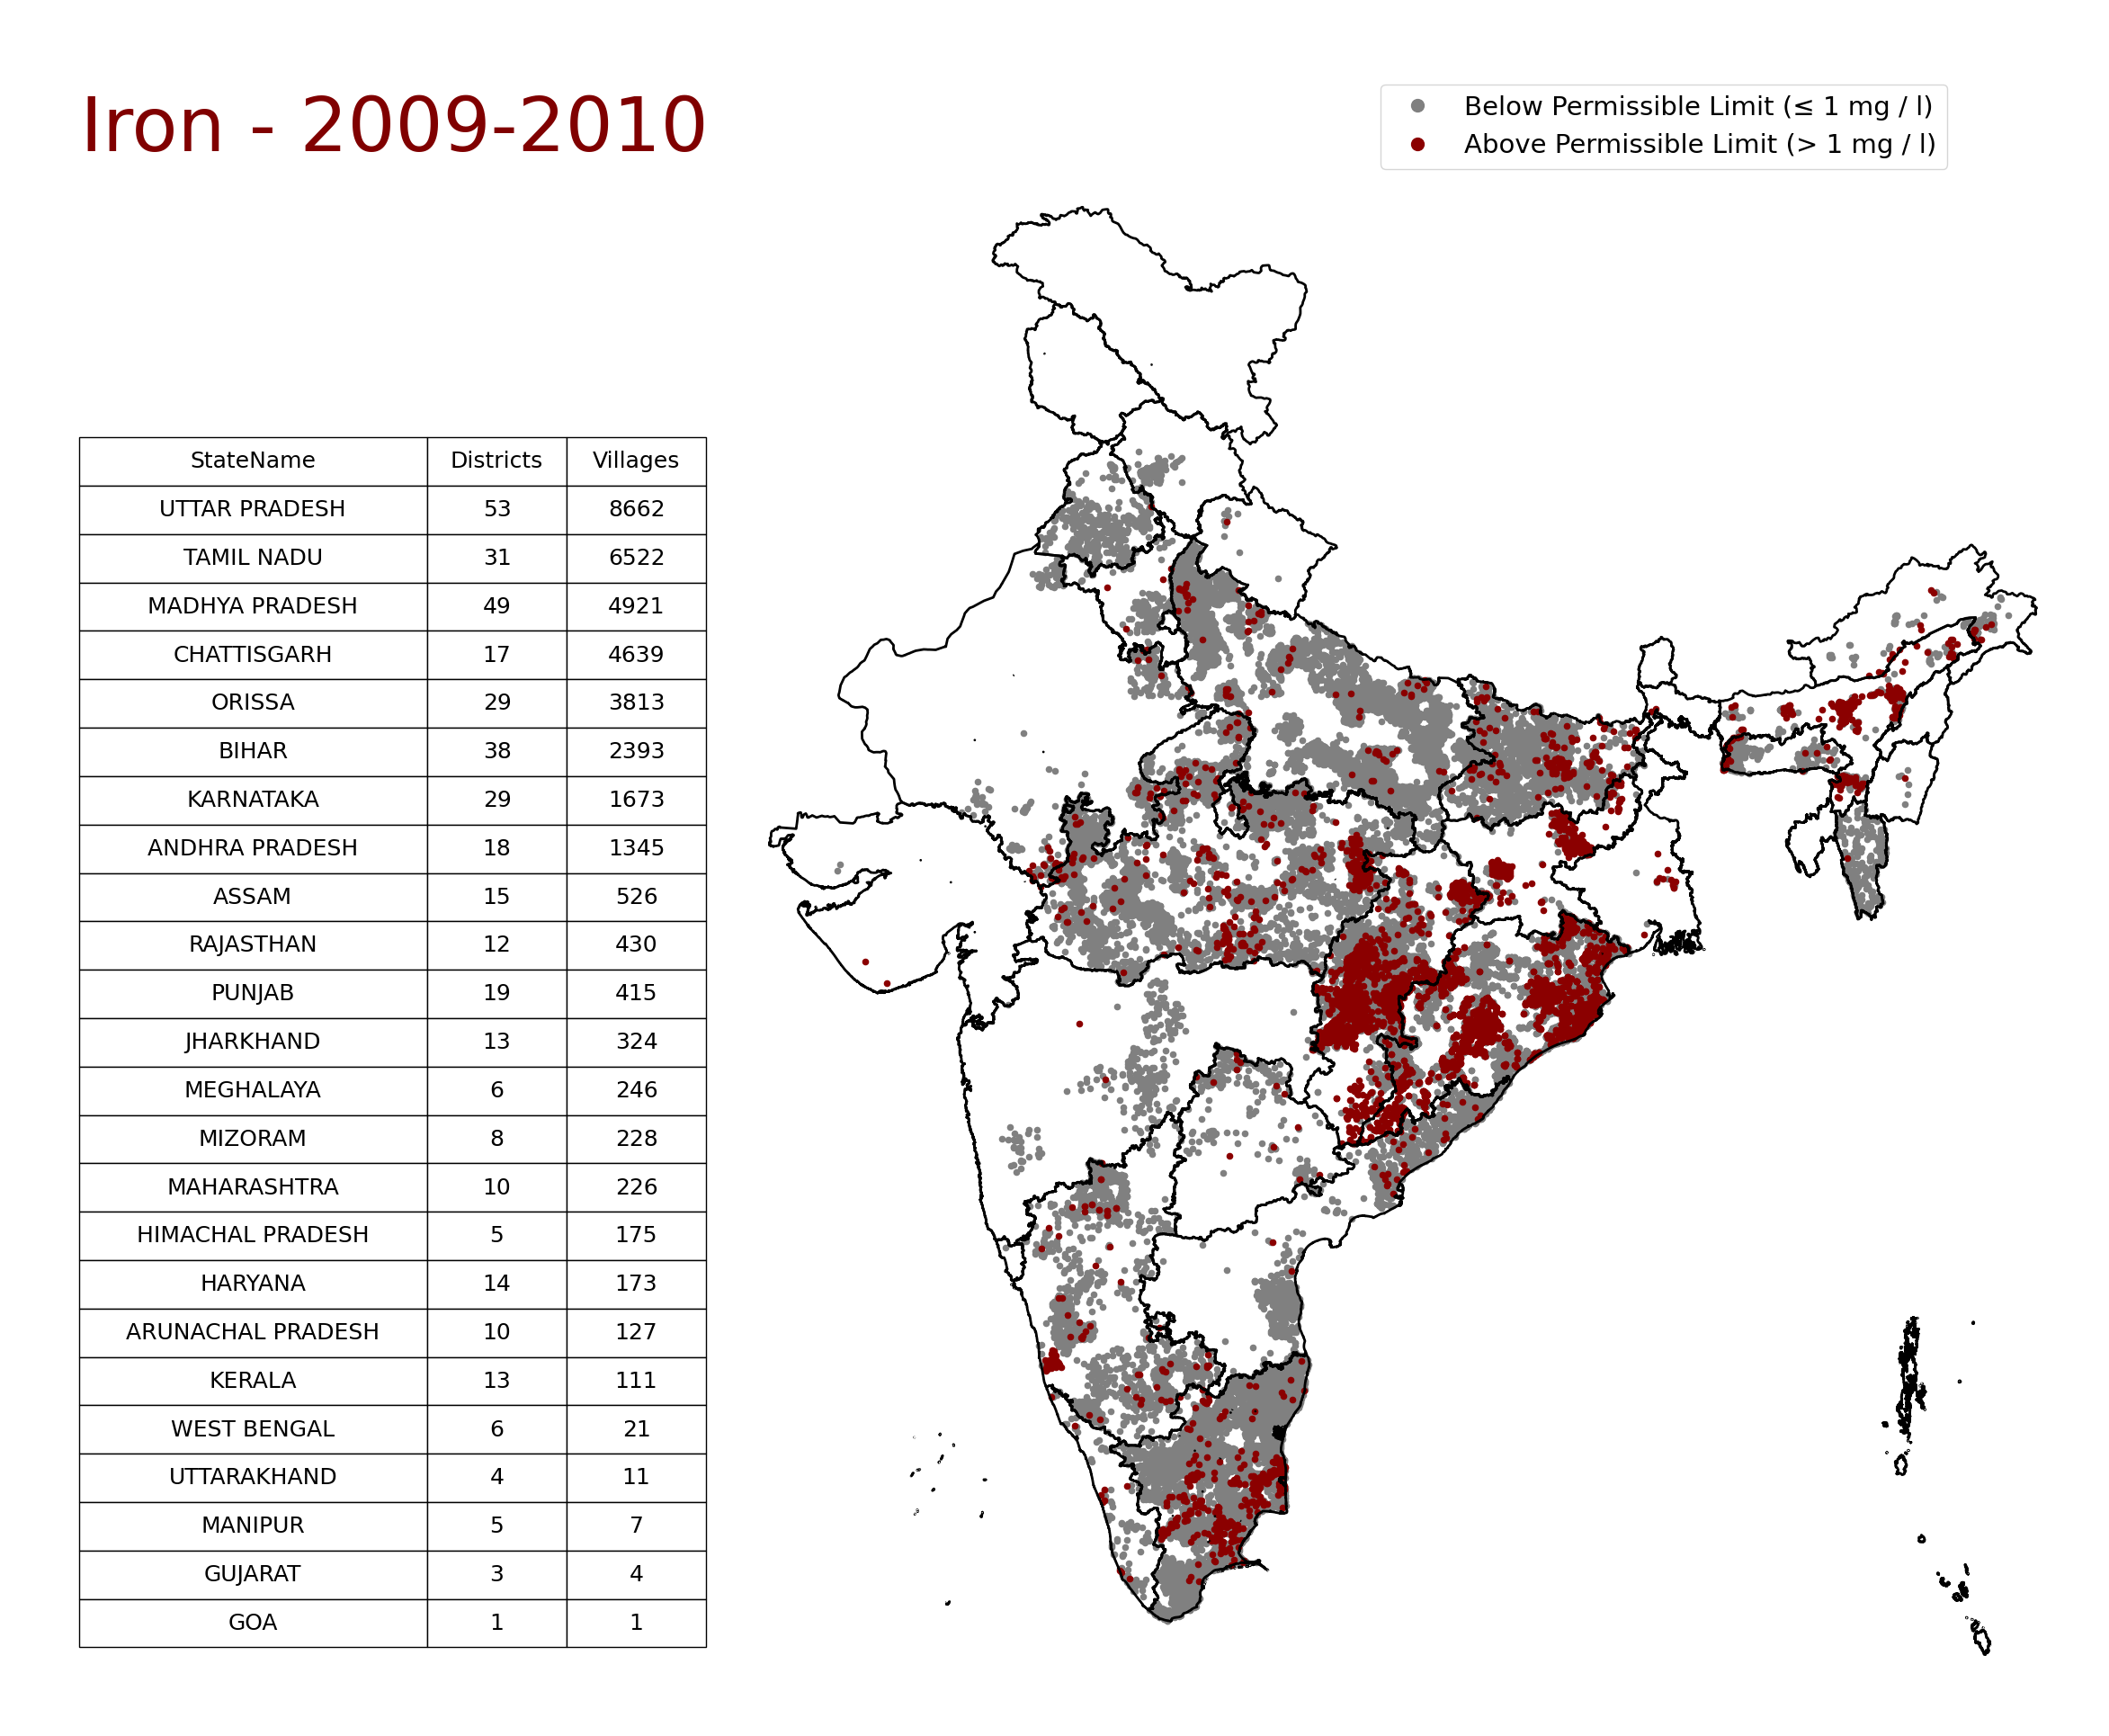 Iron - 2009-2010
Below Permissible Limit (≤ 1 mg / l)
Above Permissible Limit (> 1 mg / l)
StateName Districts Villages
UTTAR PRADESH 53 8662
TAMIL NADU 31 6522
MADHYA PRADESH 49 4921
CHATTISGARH 17 4639
ORISSA 29 3813
BIHAR 38 2393
KARNATAKA 29 1673
ANDHRA PRADESH 18 1345
ASSAM 15 526
RAJASTHAN 12 430
PUNJAB 19 415
JHARKHAND 13 324
MEGHALAYA 6 246
MIZORAM 8 228
MAHARASHTRA 10 226
HIMACHAL PRADESH 5 175
HARYANA 14 173
ARUNACHAL PRADESH 10 127
KERALA 13 111
WEST BENGAL 6 21
UTTARAKHAND 4 11
MANIPUR 5 7
GUJARAT 3 4
GOA 1 1